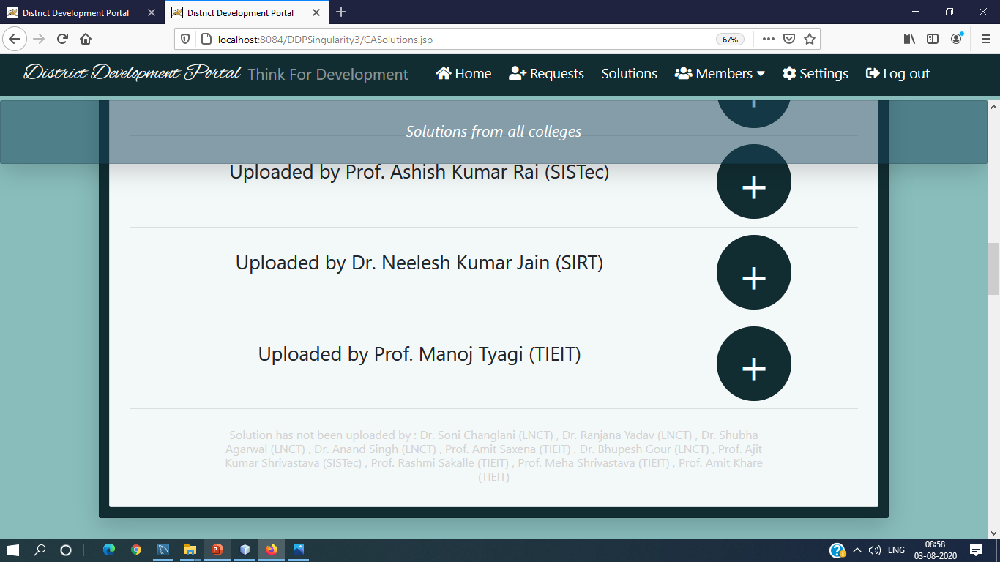 District Development Portal
District Development Portal
localhost:8084/DDPSingularity3/CASolutions.jsp
67%
District Development Portal Think For Development Home Requests Solutions Members Settings Log out
Solutions from all colleges
Uploaded by Prof. Ashish Kumar Rai (SISTec)
+
Uploaded by Dr. Neelesh Kumar Jain (SIRT)
+
Uploaded by Prof. Manoj Tyagi (TIEIT)
+
Solution has not been uploaded by : Dr. Soni Changlani (LNCT) , Dr. Ranjana Yadav (LNCT) , Dr. Shubha
Agarwal (LNCT) , Dr. Anand Singh (LNCT) , Prof. Amit Saxena (TIEIT) , Dr. Bhupesh Gour (LNCT) , Prof. Ajit
Kumar Shrivastava (SISTec) , Prof. Rashmi Sakalle (TIEIT) , Prof. Meha Shrivastava (TIEIT) , Prof. Amit Khare
(TIEIT)
ENG
08:58
03-08-2020